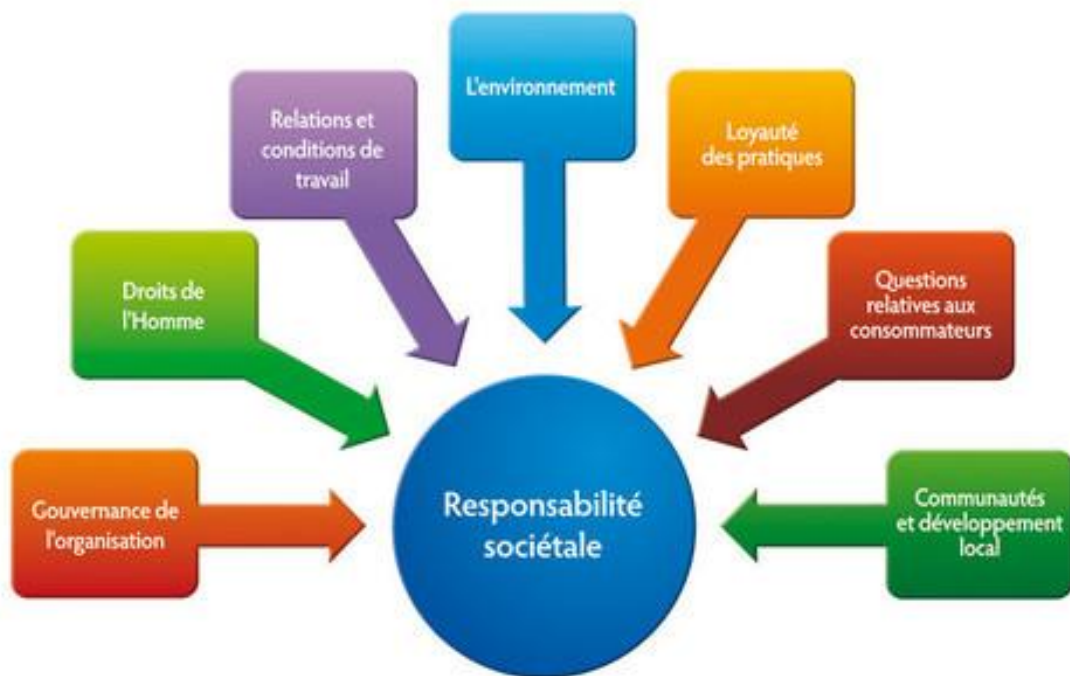 L'environnement
Relations et
conditions de
travail
Loyauté
des pratiques
Droits de
l'Homme
Questions
relatives aux
consommateurs
Gouvernance de
l'organisation
Responsabilité
sociétale
Communautés
et développement
local